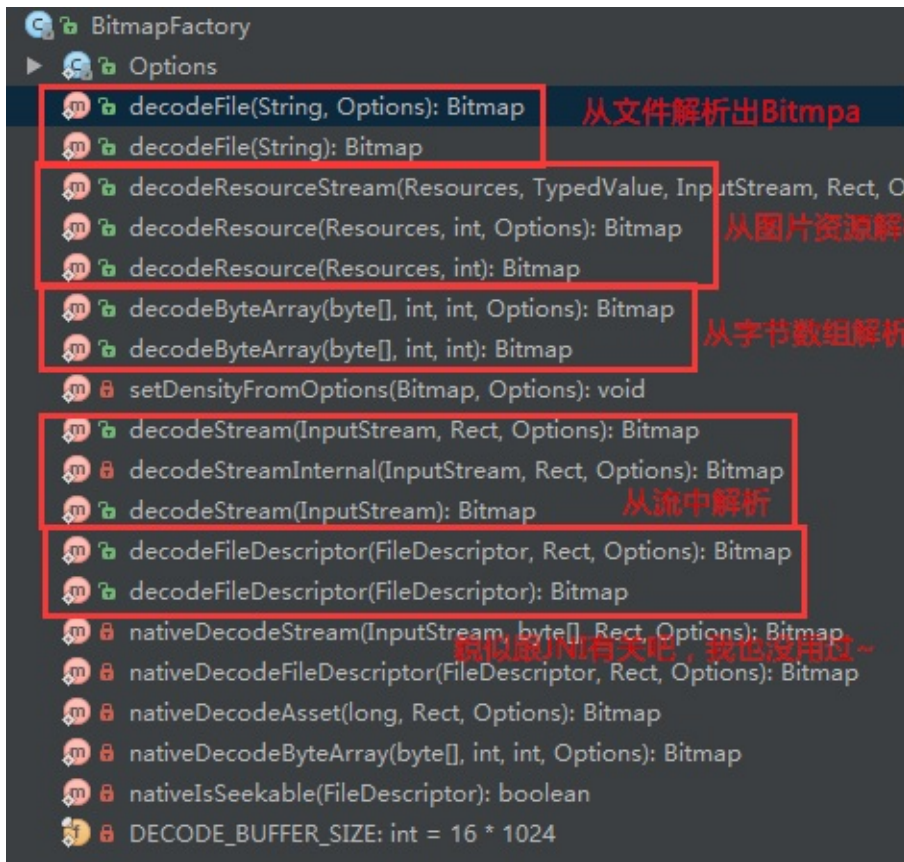 BitmapFactory
Options
decodeFile(String, Options): Bitmap
从文件解析出Bitmpa
decodeFile(String): Bitmap
decodeResourceStream(Resources, TypedValue, InputStream, Rect, O
decodeResource(Resources, int, Options): Bitmap
从图片资源解
decodeResource(Resources, int): Bitmap
decodeByteArray(byte[], int, int, Options): Bitmap
从字节数组解析
decodeByteArray(byte[], int, int): Bitmap
setDensityFromOptions(Bitmap, Options): void
decodeStream(InputStream, Rect, Options): Bitmap
decodeStreamInternal(InputStream, Rect, Options): Bitmap
从流中解析
decodeStream(InputStream): Bitmap
decodeFileDescriptor(FileDescriptor, Rect, Options): Bitmap
decodeFileDescriptor(FileDescriptor): Bitmap
nativeDecodeStream(InputStream, byte[], Rect, Options): Bitmap
貌似跟JNI有关吧，我也没用过~
nativeDecodeFileDescriptor(FileDescriptor, Rect, Options): Bitmap
nativeDecodeAsset(long, Rect, Options): Bitmap
nativeDecodeByteArray(byte[], int, int, Options): Bitmap
nativeIsSeekable(FileDescriptor): boolean
DECODE_BUFFER_SIZE: int = 16 * 1024